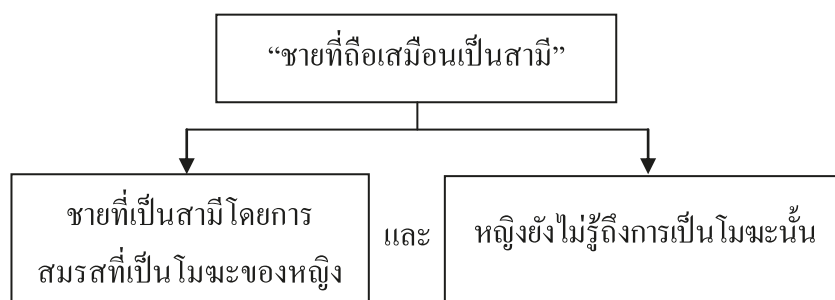 “ชายที่ถือเสมือนเป็นสามี”
ชายที่เป็นสามีโดยการ
สมรสที่เป็นโมฆะของหญิง
และ
หญิงยังไม่รู้ถึงการเป็นโมฆะนั้น